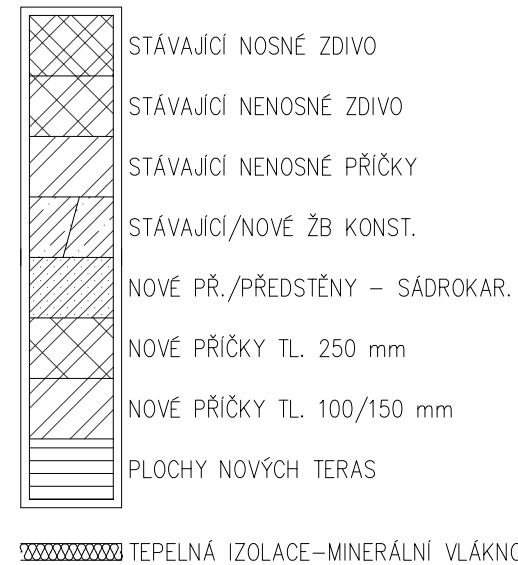 STÁVAJÍCÍ NOSNÉ ZDIVO
STÁVAJÍCÍ NENOSNÉ ZDIVO
STÁVAJÍCÍ NENOSNÉ PŘÍČKY
STÁVAJÍCÍ/NOVÉ ŽB KONST.
NOVÉ PŘ./PŘEDSTĚNY – SÁDROKAR.
NOVÉ PŘÍČKY TL. 250 mm
NOVÉ PŘÍČKY TL. 100/150 mm
PLOCHY NOVÝCH TERAS
TEPELNÁ IZOLACE–MINERÁLNÍ VLÁKNO